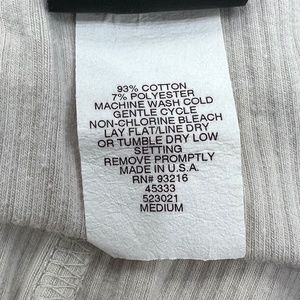 93% COTTON
7% POLYESTER
MACHINE WASH COLD
GENTLE CYCLE
NON-CHLORINE BLEACH
LAY FLAT/LINE DRY
OR TUMBLE DRY LOW
SETTING
REMOVE PROMPTLY
MADE IN U.S.A.
RN# 93216
45333
523021
MEDIUM